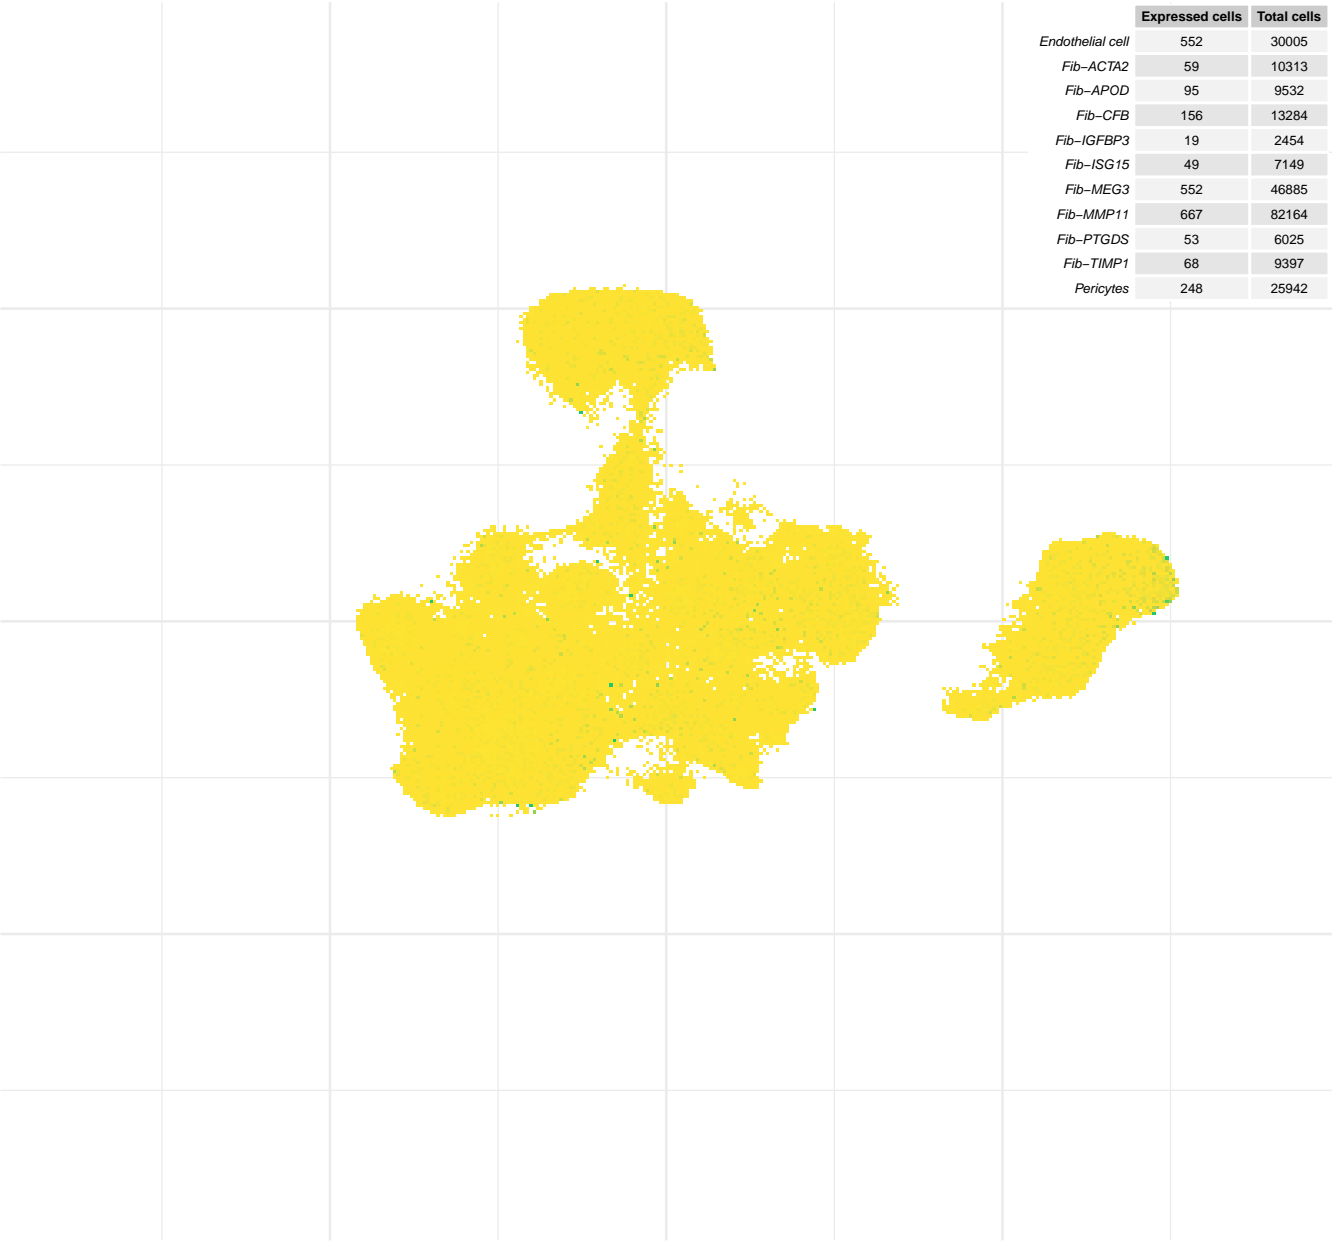 Expressed cells Total cells
Endothelial cell 552 30005
Fib−ACTA2 59 10313
Fib−APOD 95 9532
Fib−CFB 156 13284
Fib−IGFBP3 19 2454
Fib−ISG15 49 7149
Fib−MEG3 552 46885
Fib−MMP11 667 82164
Fib−PTGDS 53 6025
Fib−TIMP1 68 9397
Pericytes 248 25942